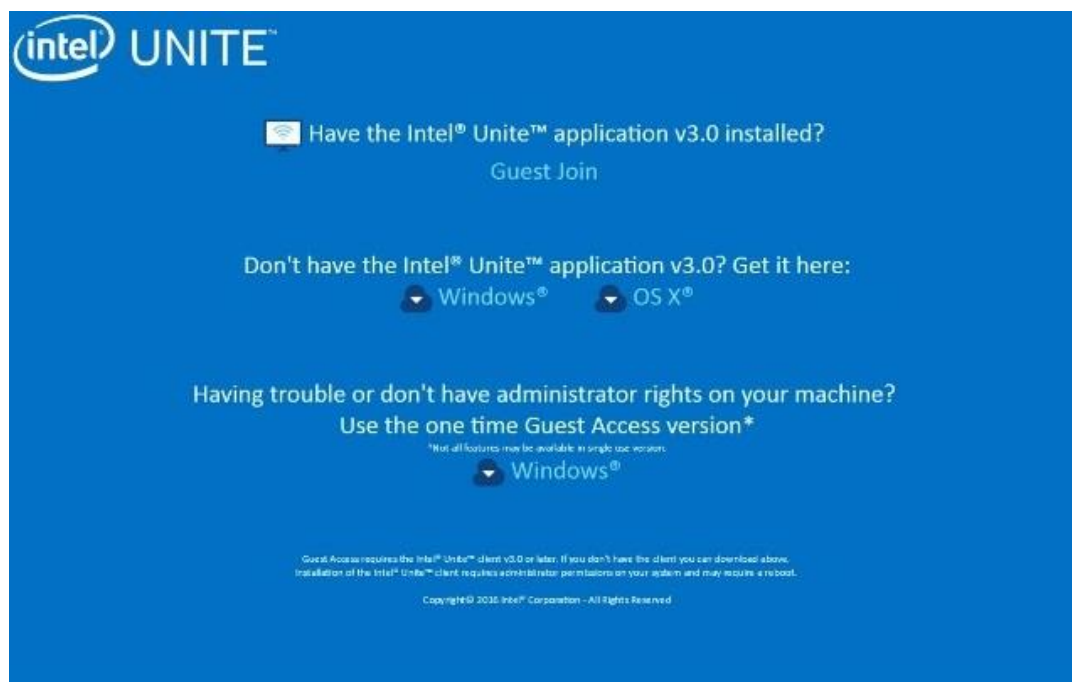 intel UNITE™
Have the Intel® Unite™ application v3.0 installed?
Guest Join
Don't have the Intel® Unite™ application v3.0? Get it here:
Windows® OS X®
Having trouble or don't have administrator rights on your machine?
Use the one time Guest Access version*
*Not all features may be available in single use version.
Windows®
Guest Access requires the Intel® Unite™ client v3.0 or later. If you don't have the client you can download above.
Installation of the Intel® Unite™ client requires administrator permissions on your system and may require a reboot.
Copyright© 2016 Intel® Corporation - All Rights Reserved